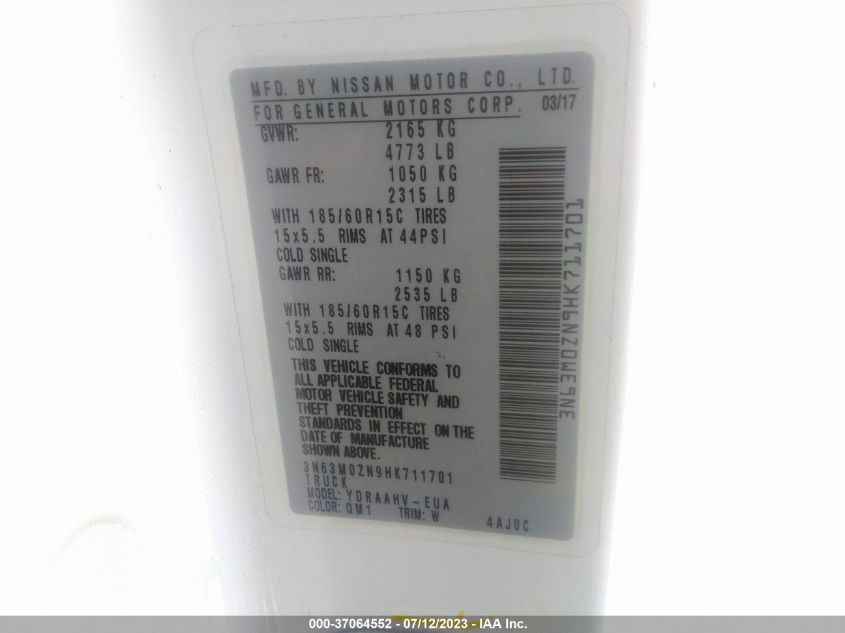 MFD. BY NISSAN MOTOR CO., LTD.
FOR GENERAL MOTORS CORP. 03/17
GVWR: 2165 KG
4773 LB
GAWR FR: 1050 KG
2315 LB
WITH 185/60R15C TIRES
15x5.5 RIMS AT 44PSI
COLD SINGLE
GAWR RR: 1150 KG
2535 LB
WITH 185/60R15C TIRES
15x5.5 RIMS AT 48 PSI
COLD SINGLE
THIS VEHICLE CONFORMS TO
ALL APPLICABLE FEDERAL
MOTOR VEHICLE SAFETY AND
THEFT PREVENTION
STANDARDS IN EFFECT ON THE
DATE OF MANUFACTURE
SHOWN ABOVE.
3N63M0ZN9HK711701
TRUCK
MODEL: YDRAAHV-EUA
COLOR: QM1 TRIM: W 4AJ0C
3N63M0ZN9HK711701
000-37064552 - 07/12/2023 - IAA Inc.